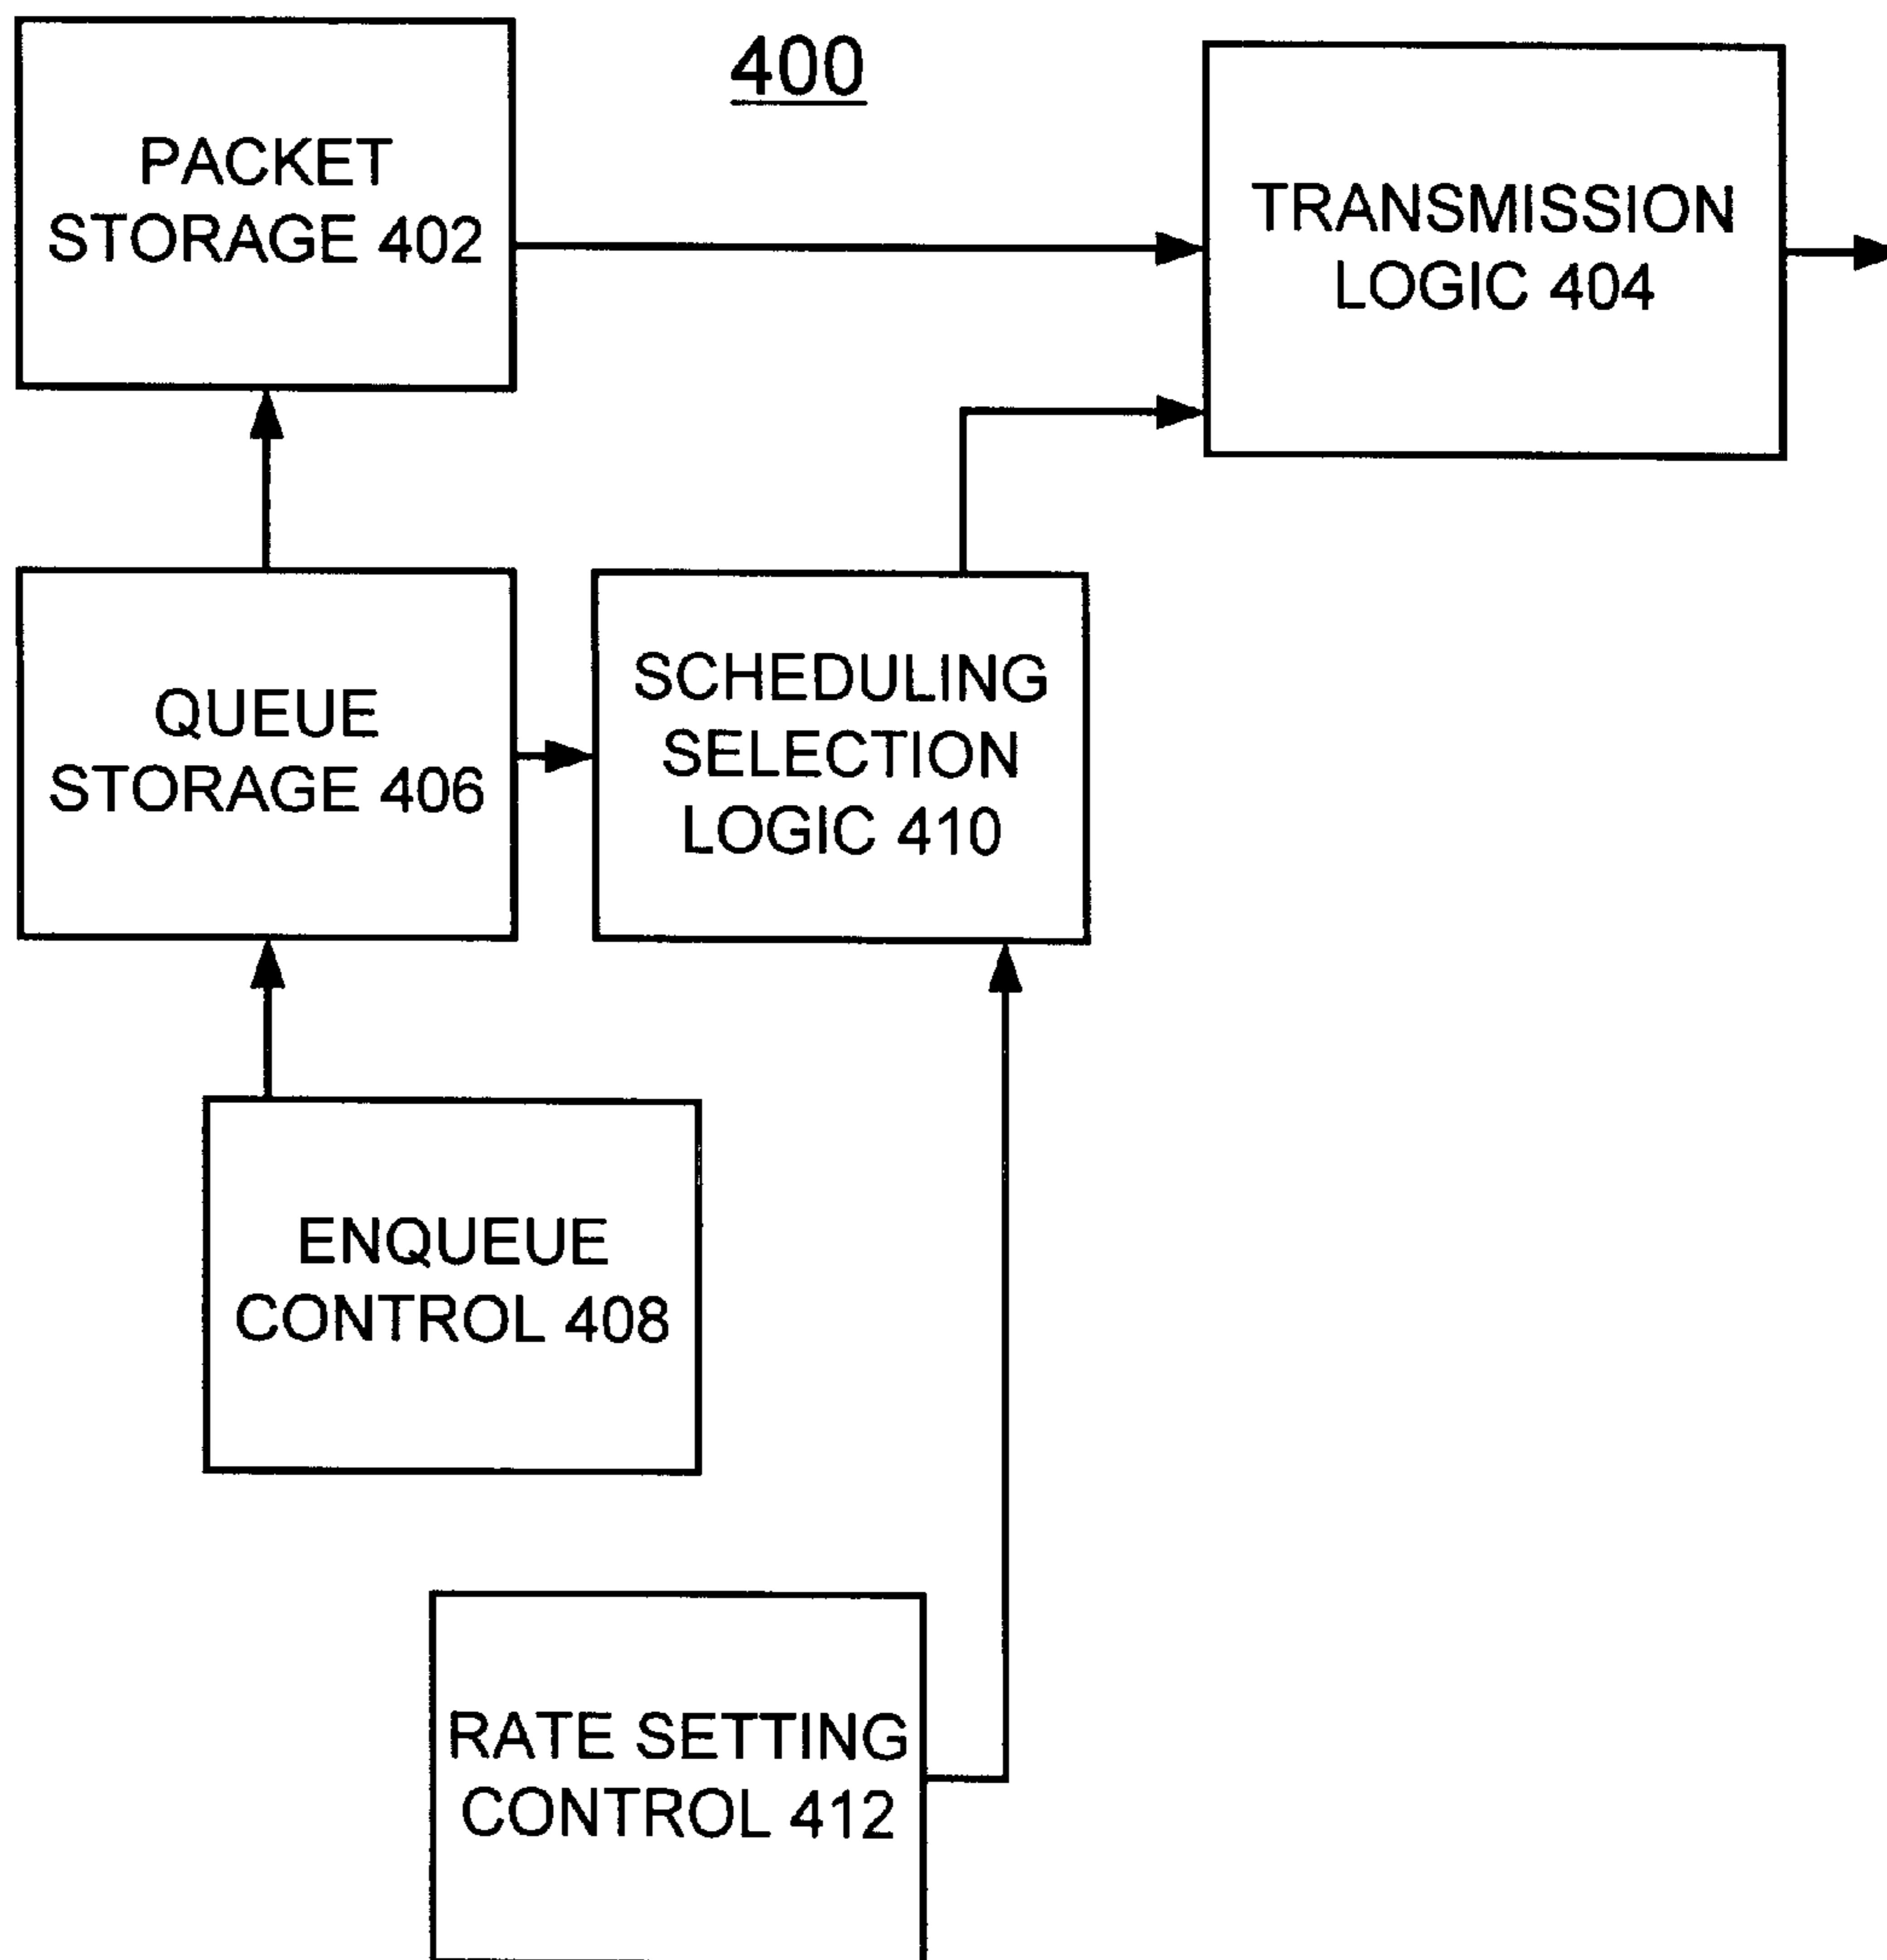 400
PACKET
STORAGE 402
TRANSMISSION
LOGIC 404
QUEUE
STORAGE 406
SCHEDULING
SELECTION
LOGIC 410
ENQUEUE
CONTROL 408
RATE SETTING
CONTROL 412